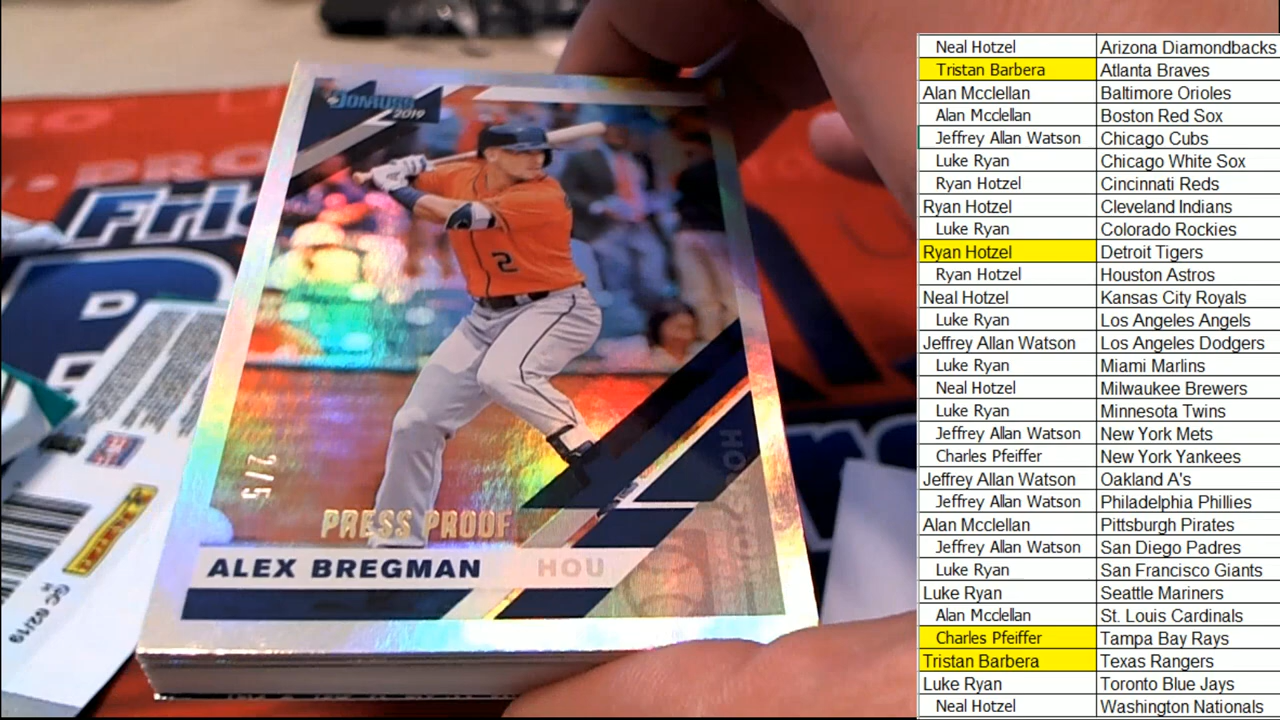 DONRUSS
2019
2
2/5
PRESS PROOF
ALEX BREGMAN HOU
PANINI
Neal Hotzel Arizona Diamondbacks
Tristan Barbera Atlanta Braves
Alan Mcclellan Baltimore Orioles
Alan Mcclellan Boston Red Sox
Jeffrey Allan Watson Chicago Cubs
Luke Ryan Chicago White Sox
Ryan Hotzel Cincinnati Reds
Ryan Hotzel Cleveland Indians
Luke Ryan Colorado Rockies
Ryan Hotzel Detroit Tigers
Ryan Hotzel Houston Astros
Neal Hotzel Kansas City Royals
Luke Ryan Los Angeles Angels
Jeffrey Allan Watson Los Angeles Dodgers
Luke Ryan Miami Marlins
Neal Hotzel Milwaukee Brewers
Luke Ryan Minnesota Twins
Jeffrey Allan Watson New York Mets
Charles Pfeiffer New York Yankees
Jeffrey Allan Watson Oakland A's
Jeffrey Allan Watson Philadelphia Phillies
Alan Mcclellan Pittsburgh Pirates
Jeffrey Allan Watson San Diego Padres
Luke Ryan San Francisco Giants
Luke Ryan Seattle Mariners
Alan Mcclellan St. Louis Cardinals
Charles Pfeiffer Tampa Bay Rays
Tristan Barbera Texas Rangers
Luke Ryan Toronto Blue Jays
Neal Hotzel Washington Nationals